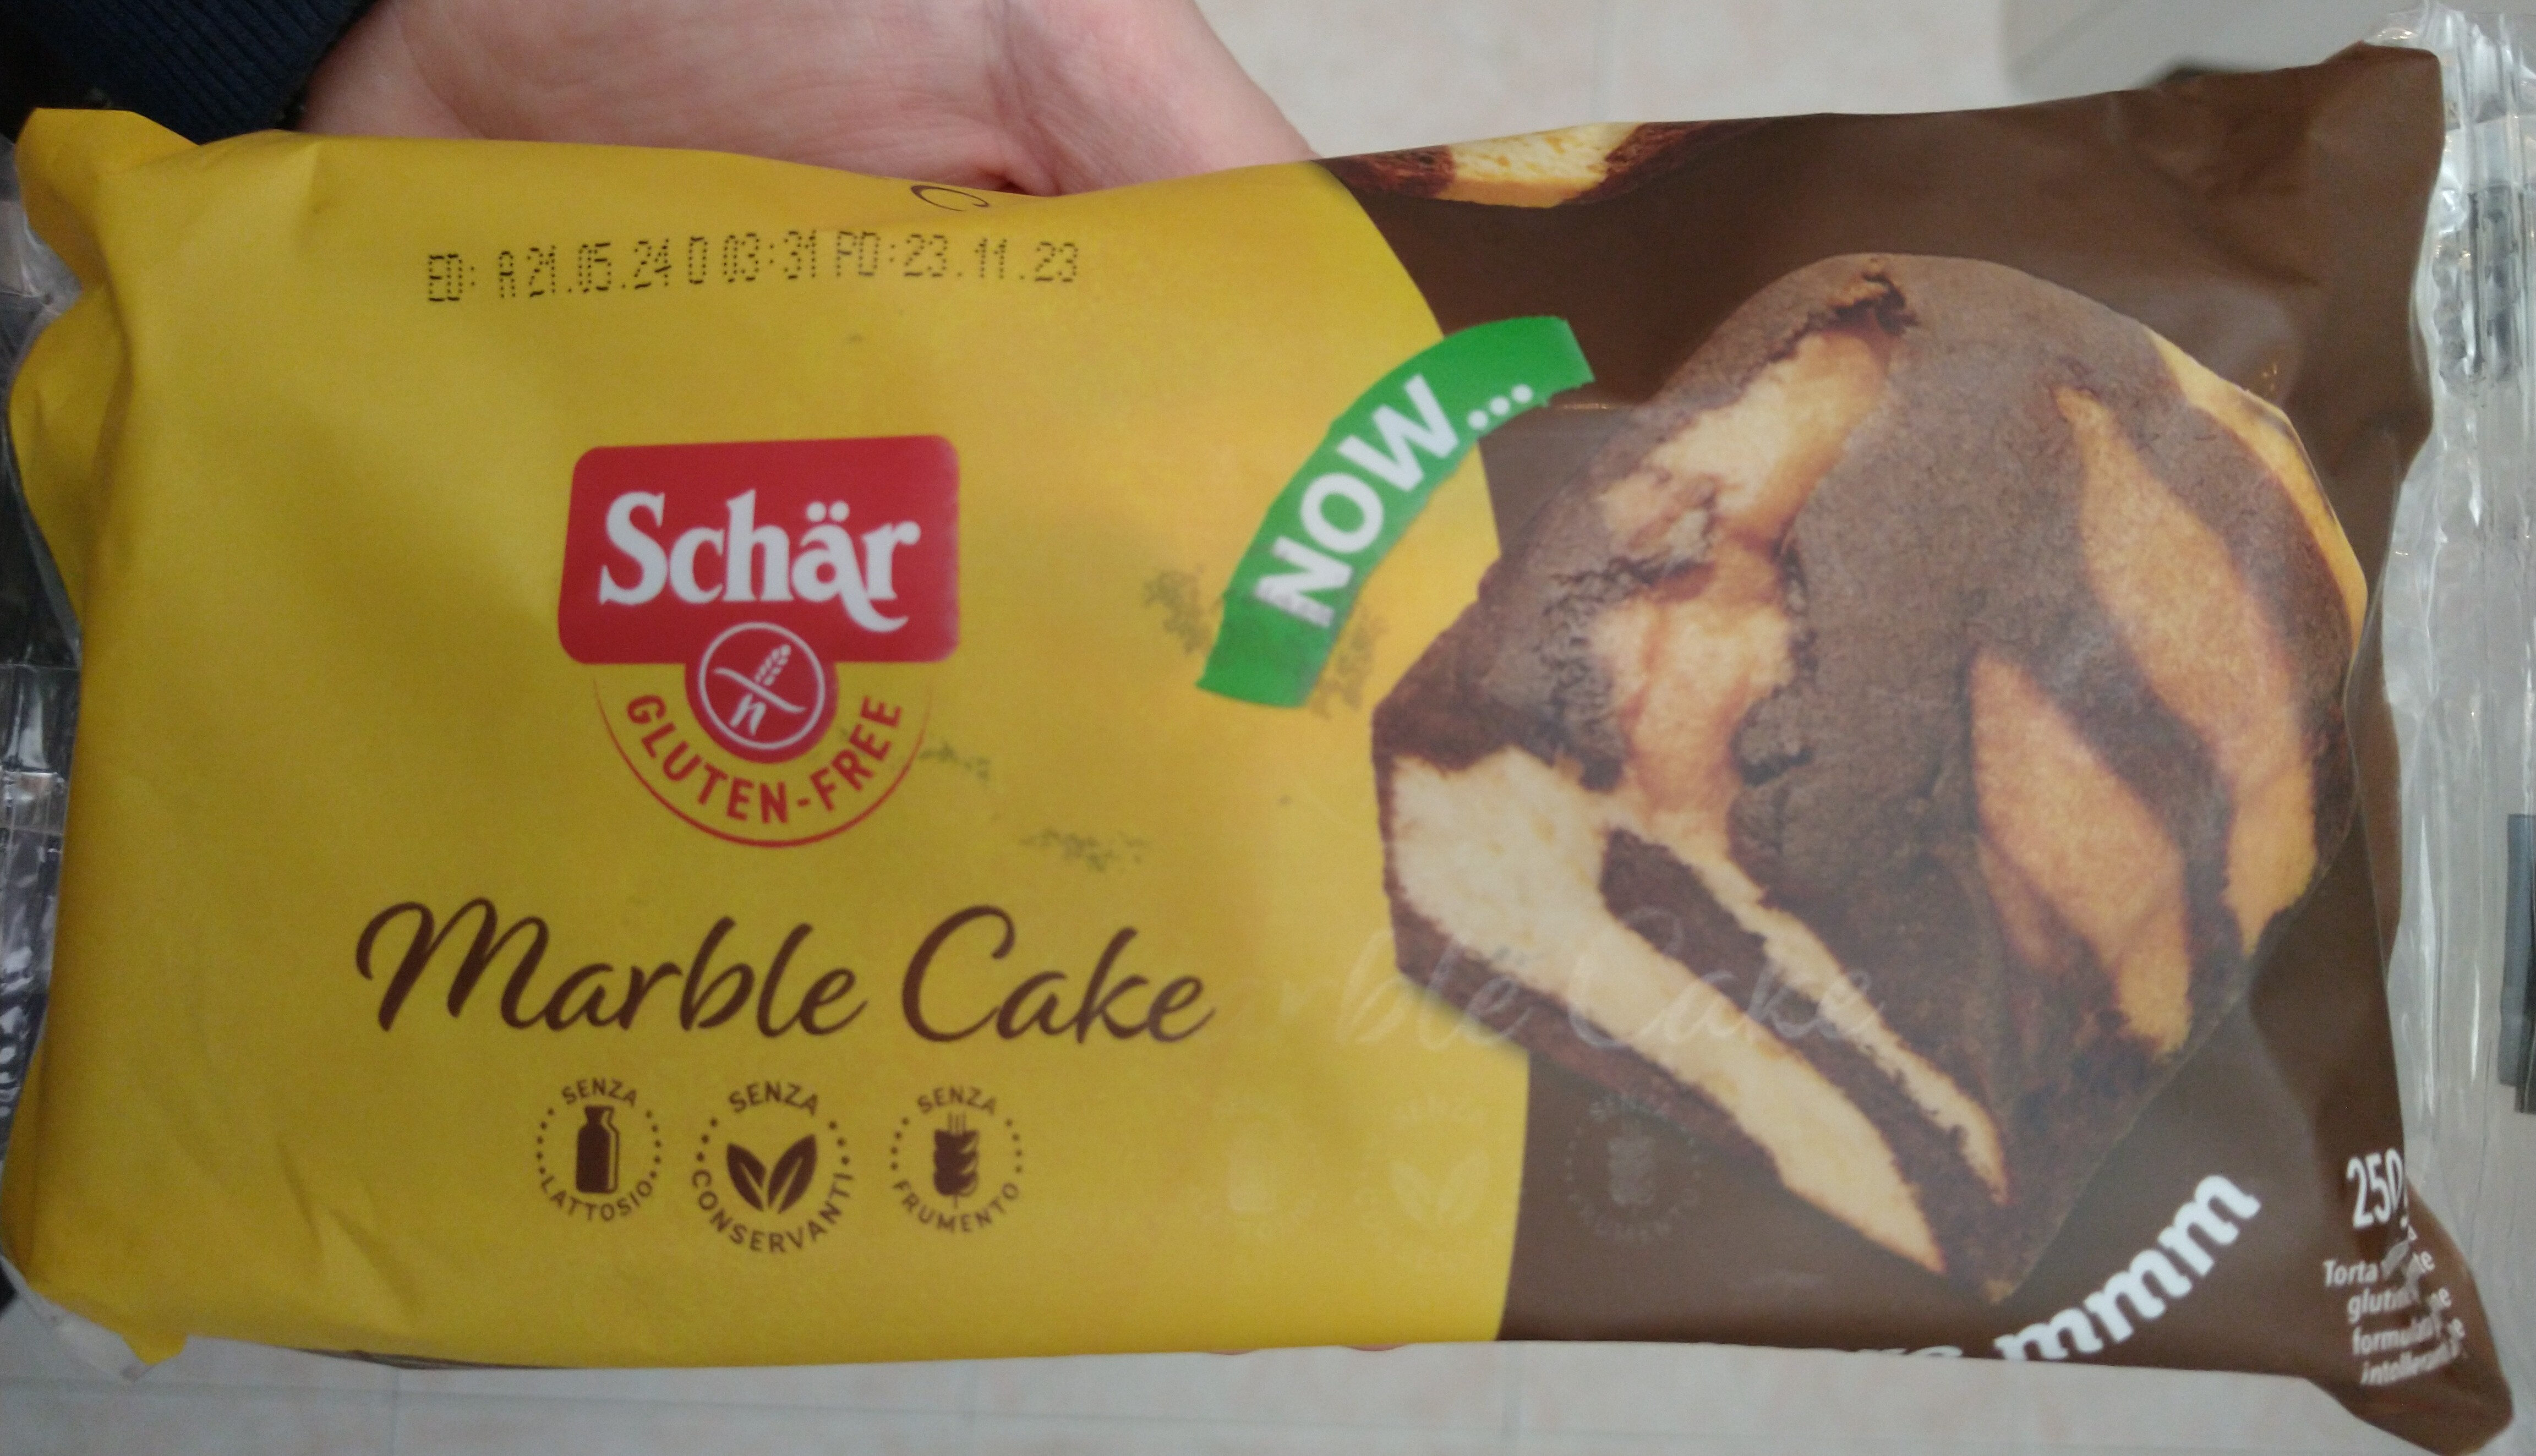 ED: A 21.05.24 D 03:31 PD:23.11.23
NOW...
Schär
GLUTEN-FREE
Marble Cake
SENZA LATTOSIO
SENZA CONSERVANTI
SENZA FRUMENTO
mmm
250
Torta